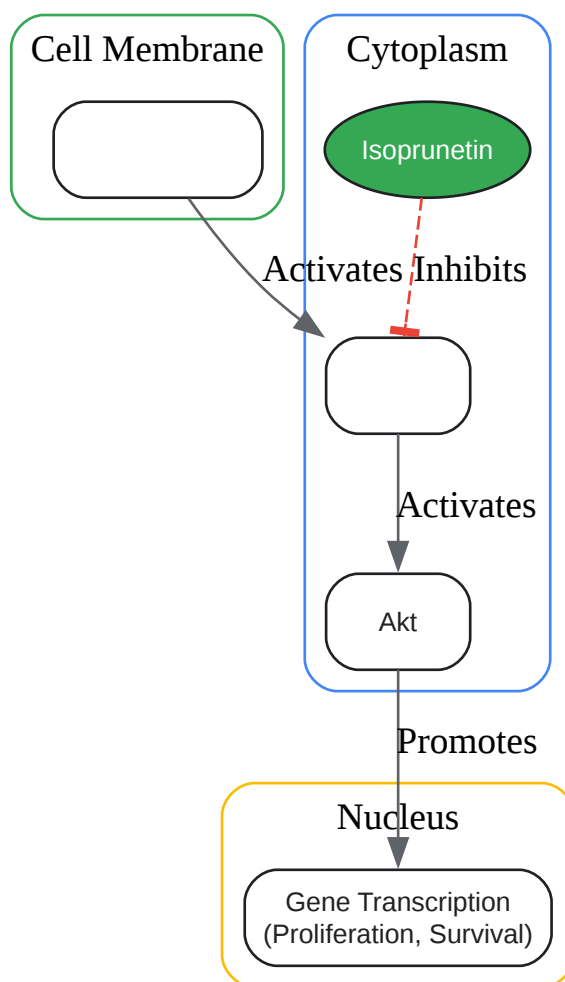 Cell Membrane
Cytoplasm
Isoprunetin
Activates
Inhibits
Activates
Akt
Promotes
Nucleus
Gene Transcription
(Proliferation, Survival)